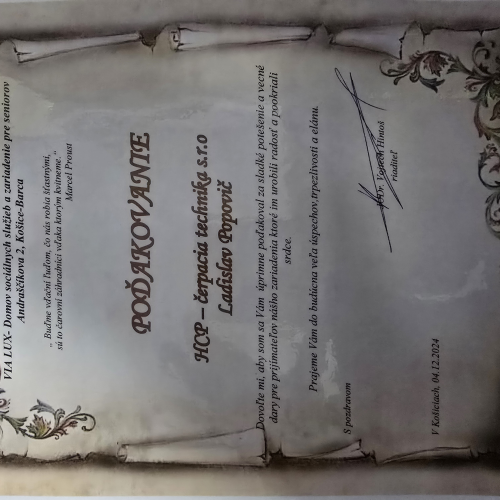 VIA LUX- Domov sociálnych služieb a zariadenie pre seniorov
Andraščíkova 2, Košice-Barca
„ Buďme vďační ľuďom, čo nás robia šťastnými,
sú to čarovní záhradníci vďaka ktorým kvitneme.“
Marcel Proust
POĎAKOVANIE
HCP – čerpacia technika s.r.o
Ladislav Popovič
Dovoľte mi, aby som sa Vám úprimne poďakoval za sladké potešenie a vecné
dary pre prijímateľov nášho zariadenia ktoré im urobili radosť a pookriali
srdce.
Prajeme Vám do budúcna veľa úspechov,trpezlivosti a elánu.
S pozdravom
Vojtech Himoš
riaditeľ
V Košiciach, 04.12.2024